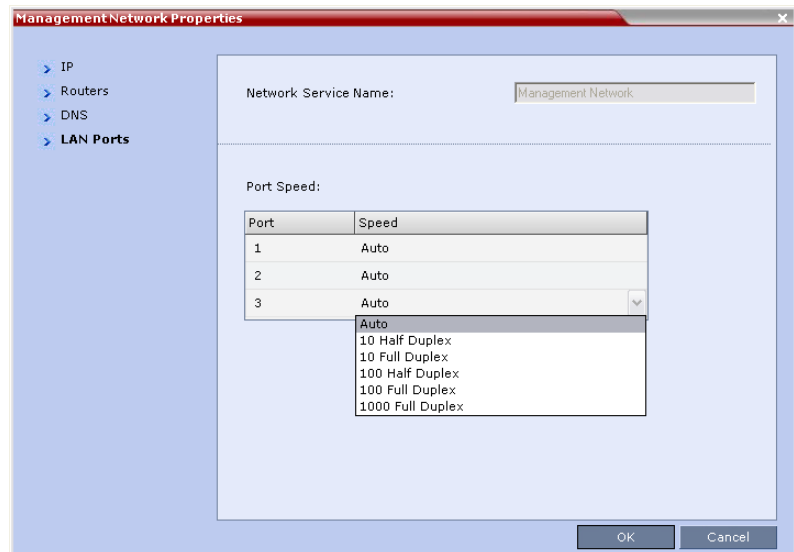 Management Network Properties
IP
Routers
DNS
LAN Ports
Network Service Name: Management Network
Port Speed:
Port Speed
1 Auto
2 Auto
3 Auto
Auto
10 Half Duplex
10 Full Duplex
100 Half Duplex
100 Full Duplex
1000 Full Duplex
OK Cancel